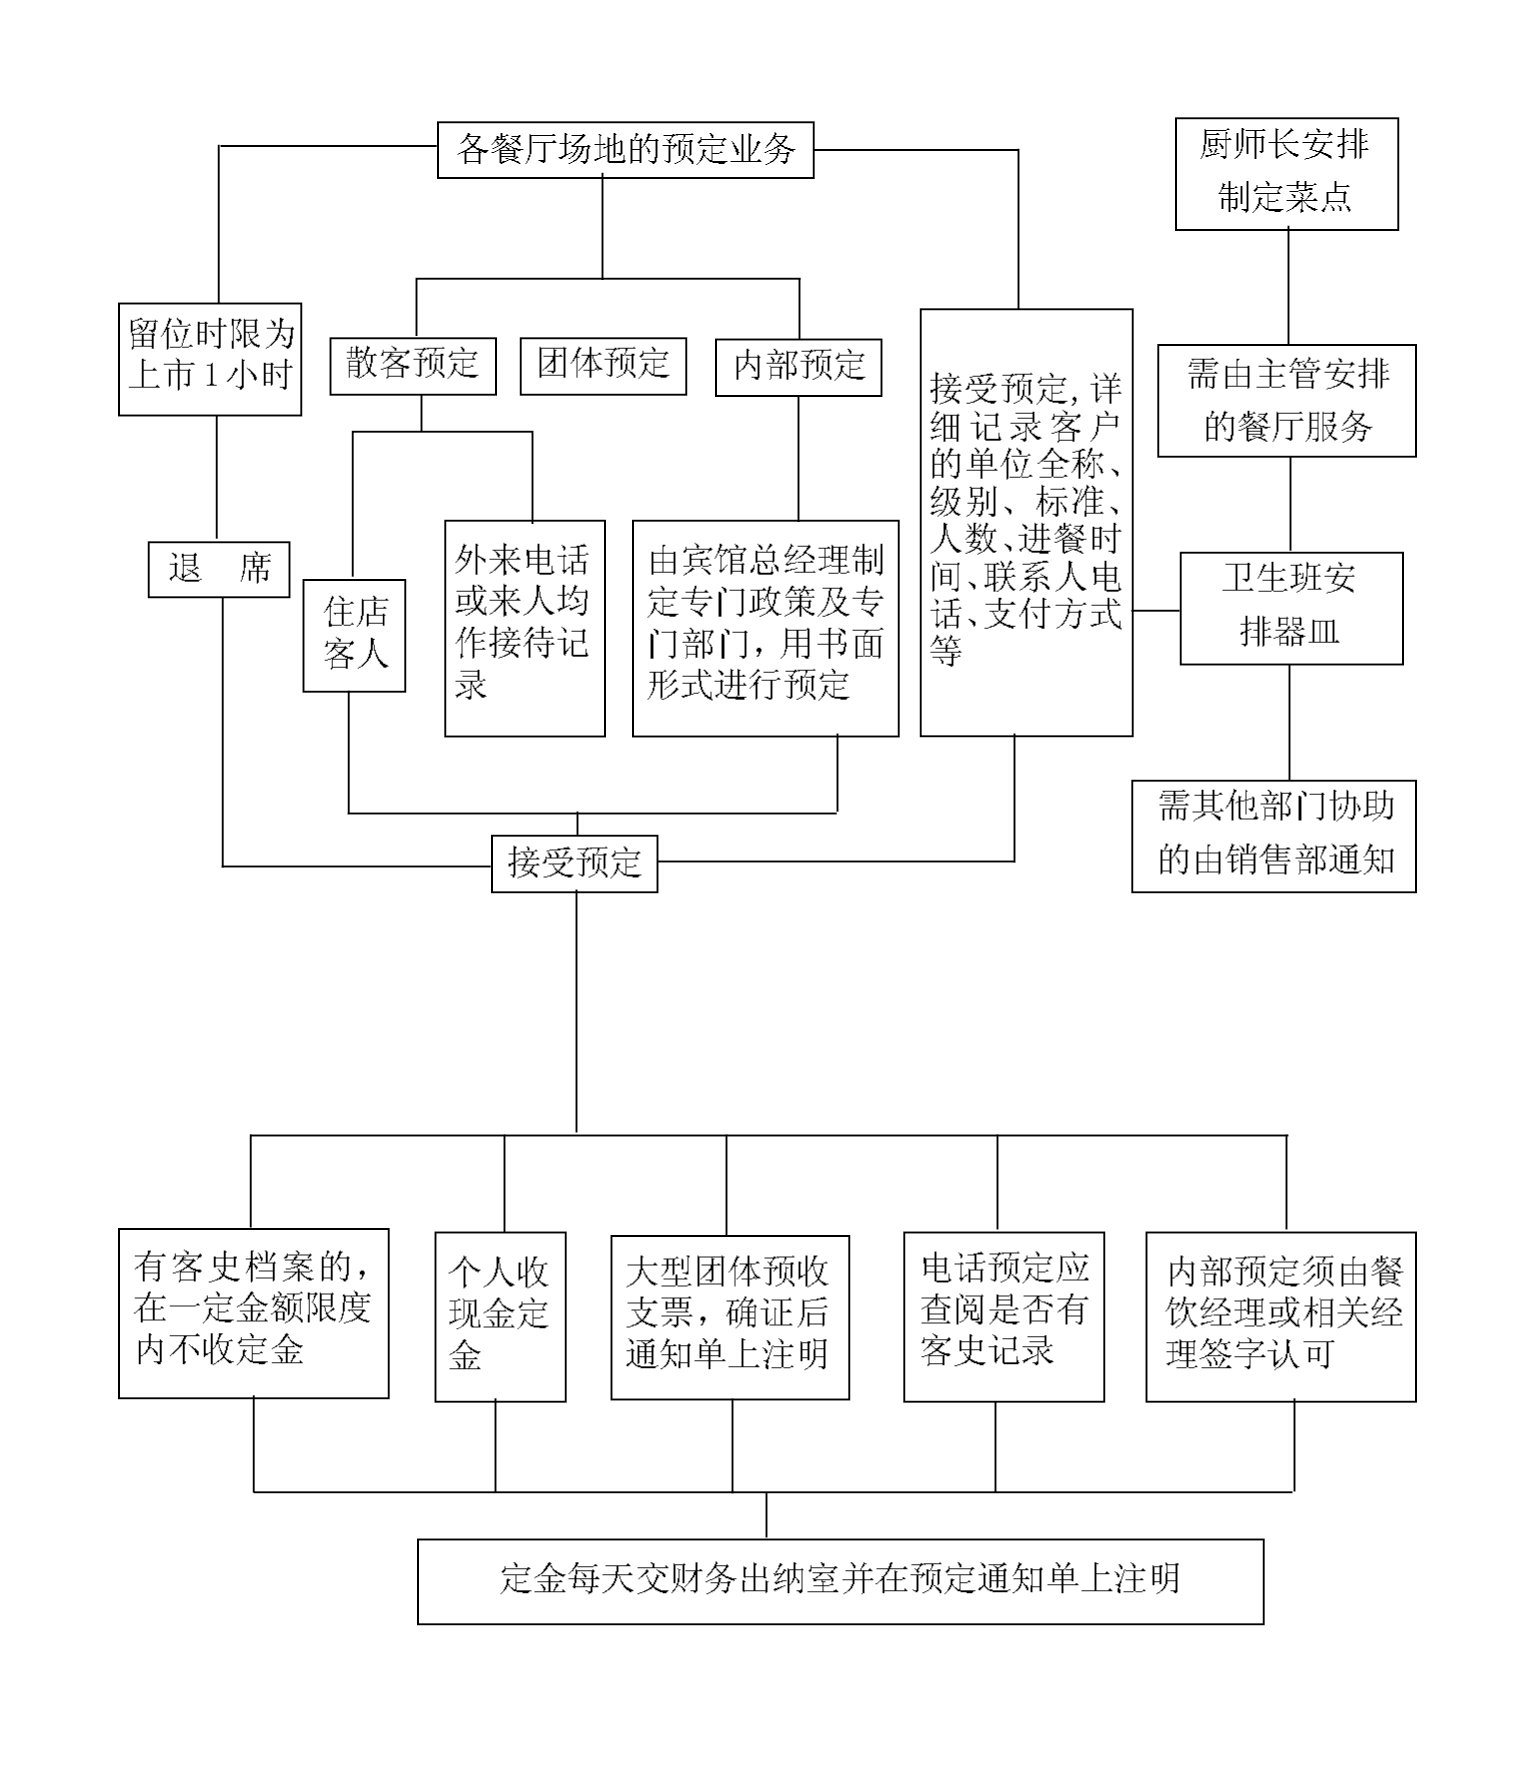 各餐厅场地的预定业务
厨师长安排
制定菜点
留位时限为
上市1小时
散客预定
团体预定
内部预定
接受预定,详
细记录客户
的单位全称、
级别、标准、
人数、进餐时
间、联系人电
话、支付方式
等
需由主管安排
的餐厅服务
退 席
住店
客人
外来电话
或来人均
作接待记
录
由宾馆总经理制
定专门政策及专
门部门，用书面
形式进行预定
卫生班安
排器皿
需其他部门协助
的由销售部通知
接受预定
有客史档案的，
在一定金额限度
内不收定金
个人收
现金定
金
大型团体预收
支票，确证后
通知单上注明
电话预定应
查阅是否有
客史记录
内部预定须由餐
饮经理或相关经
理签字认可
定金每天交财务出纳室并在预定通知单上注明